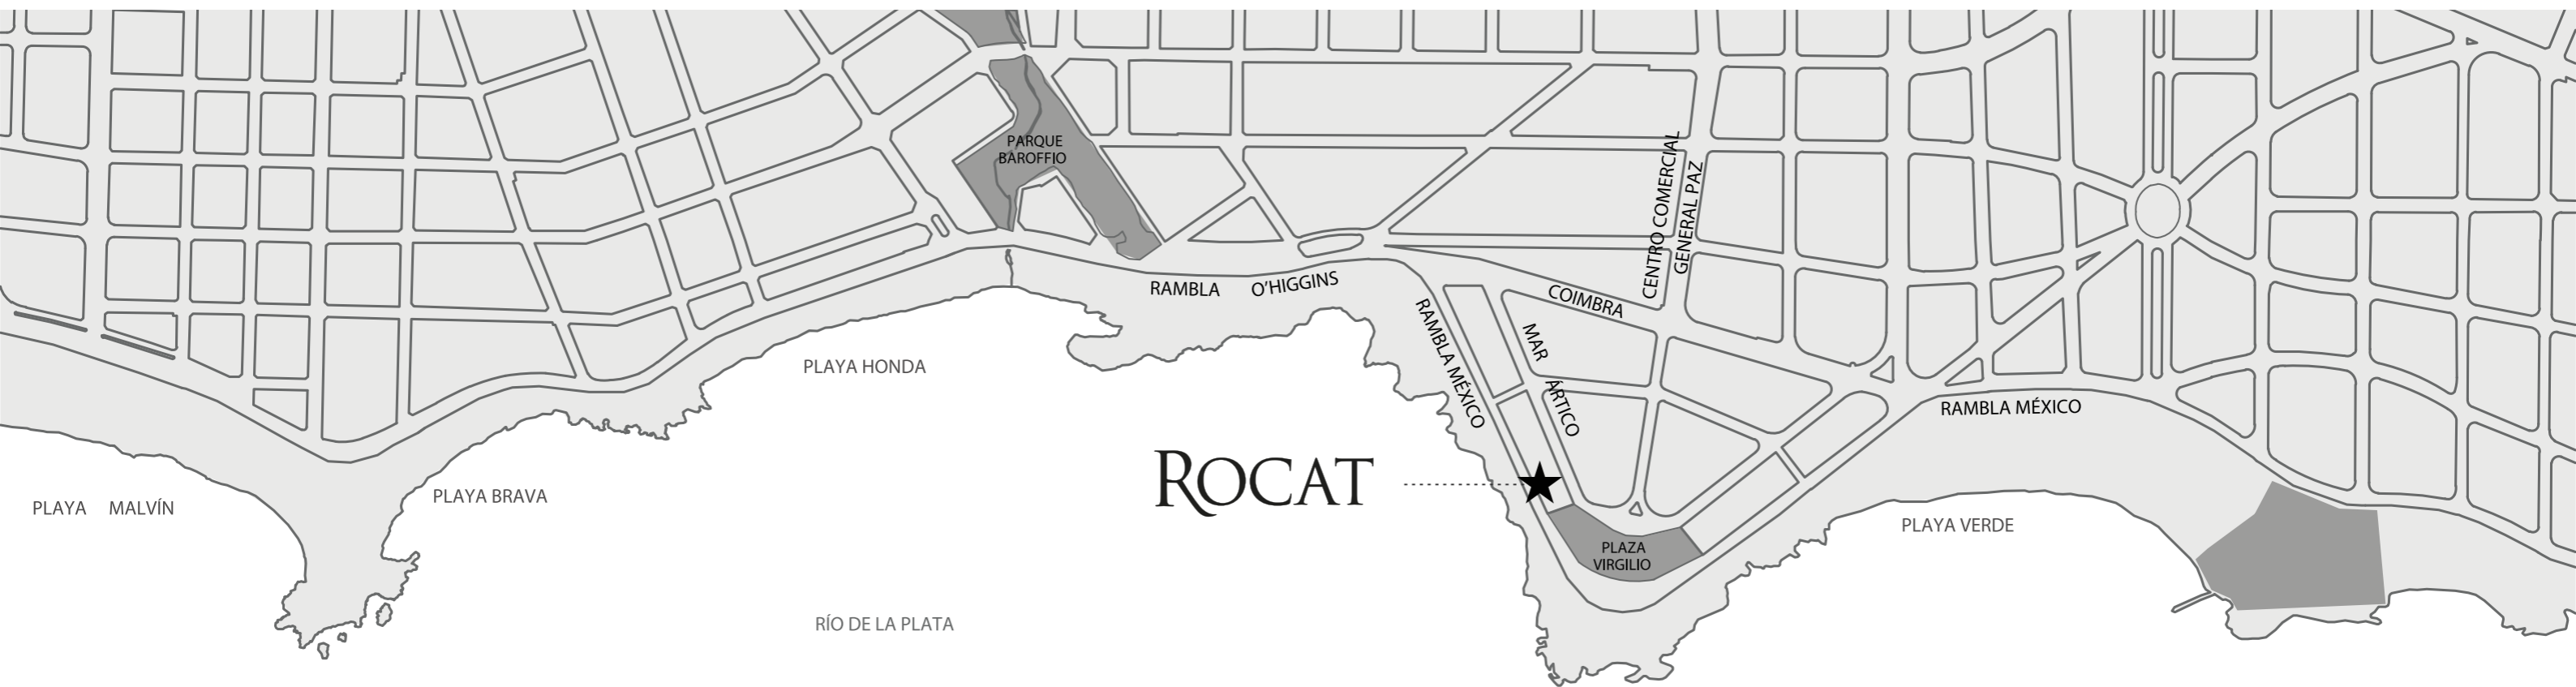 PARQUE
BAROFFIO
CENTRO COMERCIAL
GENERAL PAZ
RAMBLA O'HIGGINS
COIMBRA
RAMBLA MÉXICO
MAR ÁRTICO
PLAYA HONDA
RAMBLA MÉXICO
ROCAT
PLAYA BRAVA
PLAYA MALVÍN
PLAYA VERDE
PLAZA
VIRGILIO
RÍO DE LA PLATA